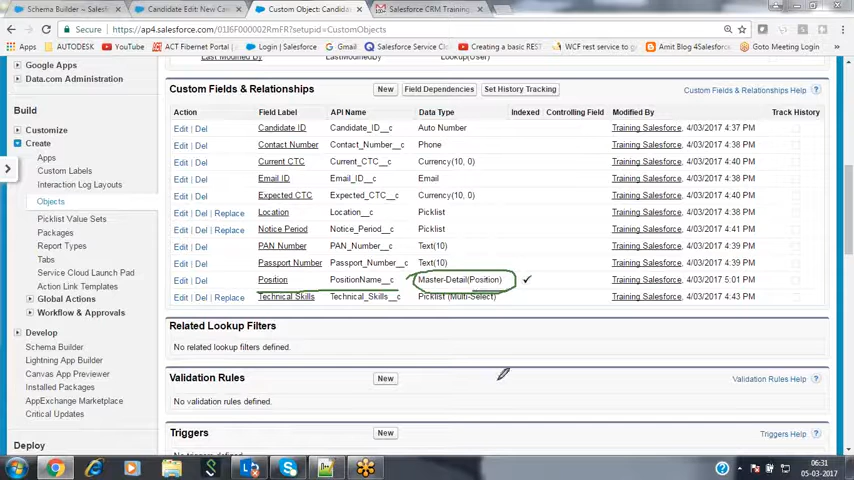 Schema Builder ~ Salesf
Candidate Edit: New Can
Custom Object: Candida
Salesforce CRM Training
Secure https://ap4.salesforce.com/01I6F000002RmFR?setupid=CustomObjects
Apps AUTODESK YouTube ACT Fibernet Portal Login Force Qualcomm Service Cloud Creating a basic REST WCF rest service to g Amit Blog 4Salesforce Goto Meeting - Online
Google Apps
Data.com Administration
Build
Customize
Create
Apps
Custom Labels
Interaction Log Layouts
Objects
Picklist Value Sets
Packages
Report Types
Tabs
Service Cloud Launch Pad
Action Link Templates
Global Actions
Workflow & Approvals
Develop
Schema Builder
Lightning App Builder
Canvas App Previewer
Installed Packages
AppExchange Marketplace
Critical Updates
Deploy
Last Modified By Lookup(User)
Custom Fields & Relationships New Field Dependencies Set History Tracking Custom Fields & Relationships Help ?
Action Field Label API Name Data Type Indexed Controlling Field Modified By Track History
Edit | Del Candidate ID Candidate_ID__c Auto Number Training Salesforce, 4/03/2017 4:37 PM
Edit | Del Contact Number Contact_Number__c Phone Training Salesforce, 4/03/2017 4:38 PM
Edit | Del Current CTC Current_CTC__c Currency(10, 0) Training Salesforce, 4/03/2017 4:40 PM
Edit | Del Email ID Email_ID__c Email Training Salesforce, 4/03/2017 4:38 PM
Edit | Del Expected CTC Expected_CTC__c Currency(10, 0) Training Salesforce, 4/03/2017 4:40 PM
Edit | Del | Replace Location Location__c Picklist Training Salesforce, 4/03/2017 4:38 PM
Edit | Del | Replace Notice Period Notice_Period__c Picklist Training Salesforce, 4/03/2017 4:41 PM
Edit | Del PAN Number PAN_Number__c Text(10) Training Salesforce, 4/03/2017 4:39 PM
Edit | Del Passport Number Passport_Number__c Text(10) Training Salesforce, 4/03/2017 4:39 PM
Edit | Del Position PositionName__c Master-Detail(Position) Training Salesforce, 4/03/2017 5:01 PM
Edit | Del | Replace Technical Skills Technical_Skills__c Picklist (Multi-Select) Training Salesforce, 4/03/2017 4:43 PM
Related Lookup Filters
No related lookup filters defined.
Validation Rules New Validation Rules Help ?
No validation rules defined.
Triggers New Triggers Help ?
06:31
05-03-2017